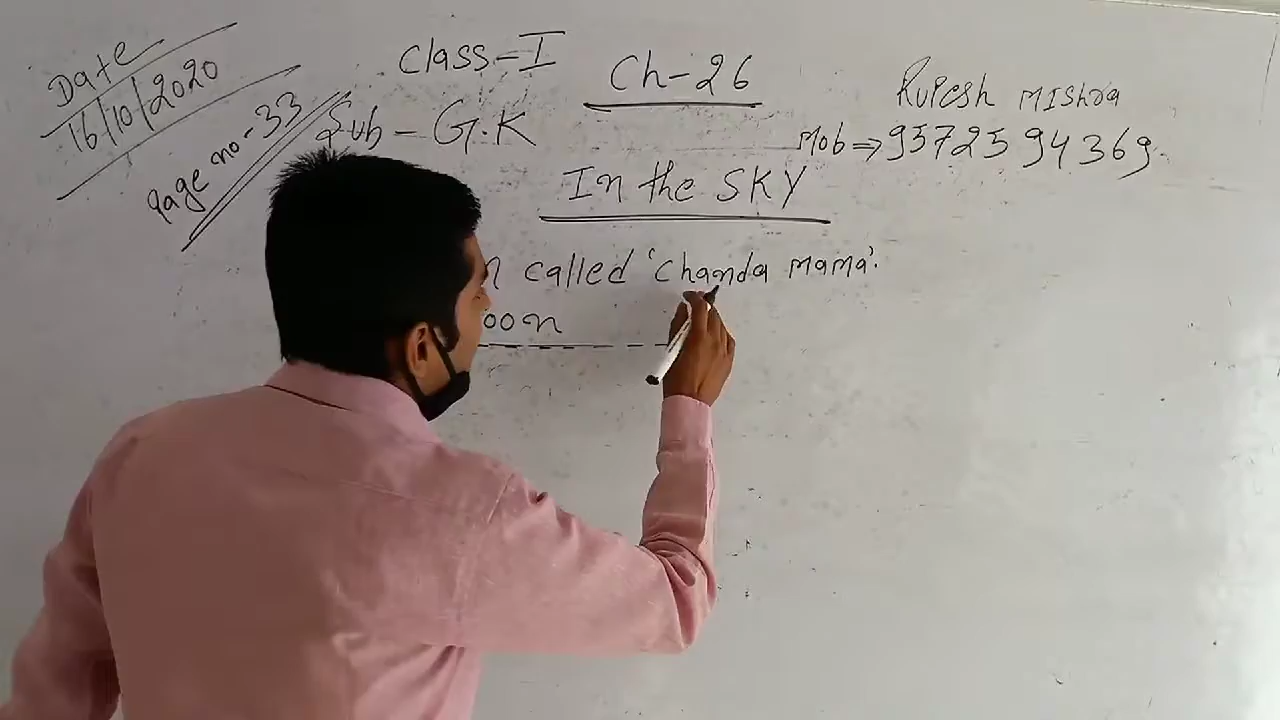 Date
16/10/2020
Page no-33
Class-I
Sub - G.K
Ch-26
In the SKY
Rupesh Mishra
Mob ⇒ 9572594369.
called 'Chanda Mama'.
oon